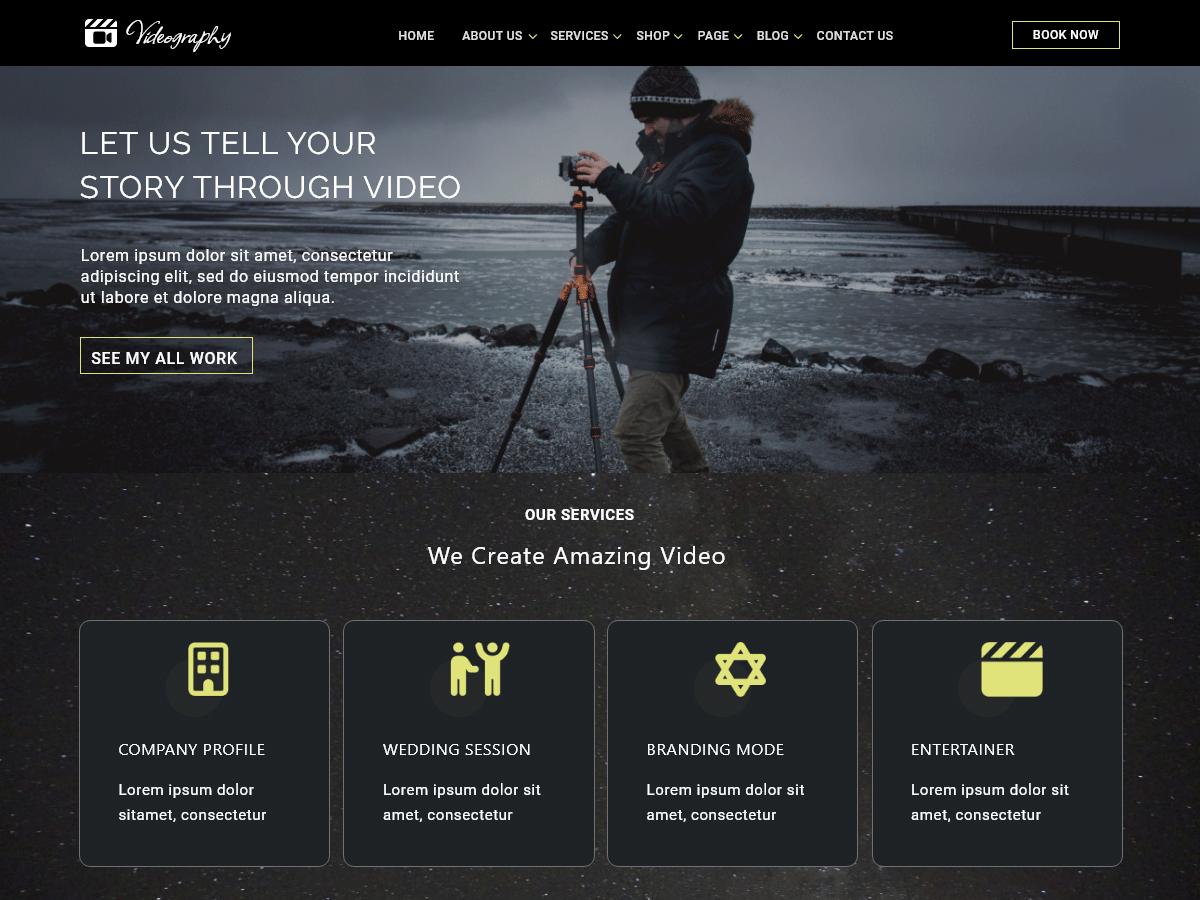 Videography
HOME ABOUT US SERVICES SHOP PAGE BLOG CONTACT US
BOOK NOW
LET US TELL YOUR
STORY THROUGH VIDEO
Lorem ipsum dolor sit amet, consectetur
adipiscing elit, sed do eiusmod tempor incididunt
ut labore et dolore magna aliqua.
SEE MY ALL WORK
OUR SERVICES
We Create Amazing Video
COMPANY PROFILE
Lorem ipsum dolor
sitamet, consectetur
WEDDING SESSION
Lorem ipsum dolor sit
amet, consectetur
BRANDING MODE
Lorem ipsum dolor sit
amet, consectetur
ENTERTAINER
Lorem ipsum dolor sit
amet, consectetur